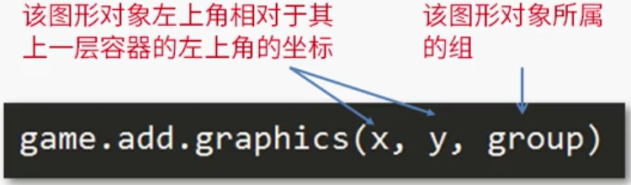 该图形对象左上角相对于其
上一层容器的左上角的坐标
该图形对象所属
的组
game.add.graphics(x, y, group)